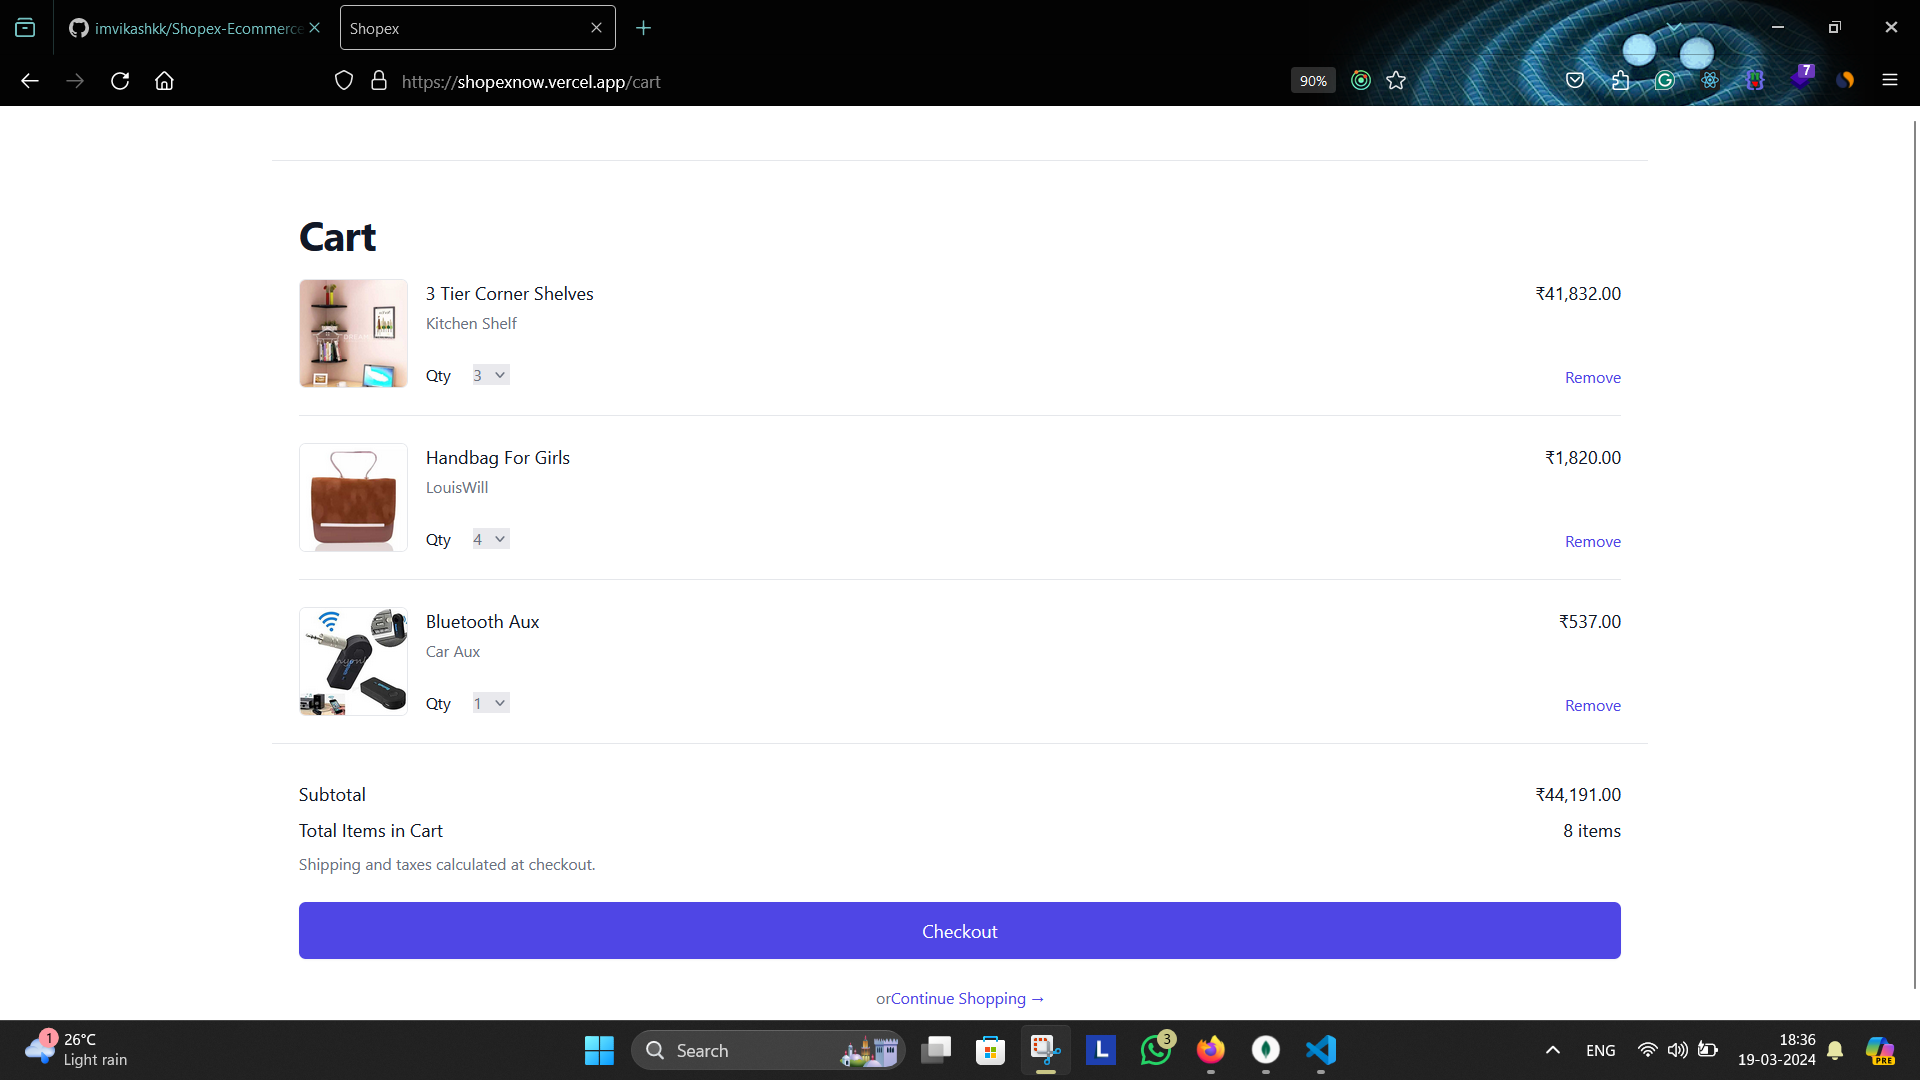 imvikashkk/Shopex-Ecommerce
Shopex
https://shopexnow.vercel.app/cart
90%
7
Cart
3 Tier Corner Shelves
₹41,832.00
Kitchen Shelf
Qty 3
Remove
Handbag For Girls
₹1,820.00
LouisWill
Qty 4
Remove
Bluetooth Aux
₹537.00
Car Aux
Qty 1
Remove
Subtotal
₹44,191.00
Total Items in Cart
8 items
Shipping and taxes calculated at checkout.
Checkout
orContinue Shopping →
1
26°C
Light rain
Search
L
3
ENG
18:36
19-03-2024
PRE